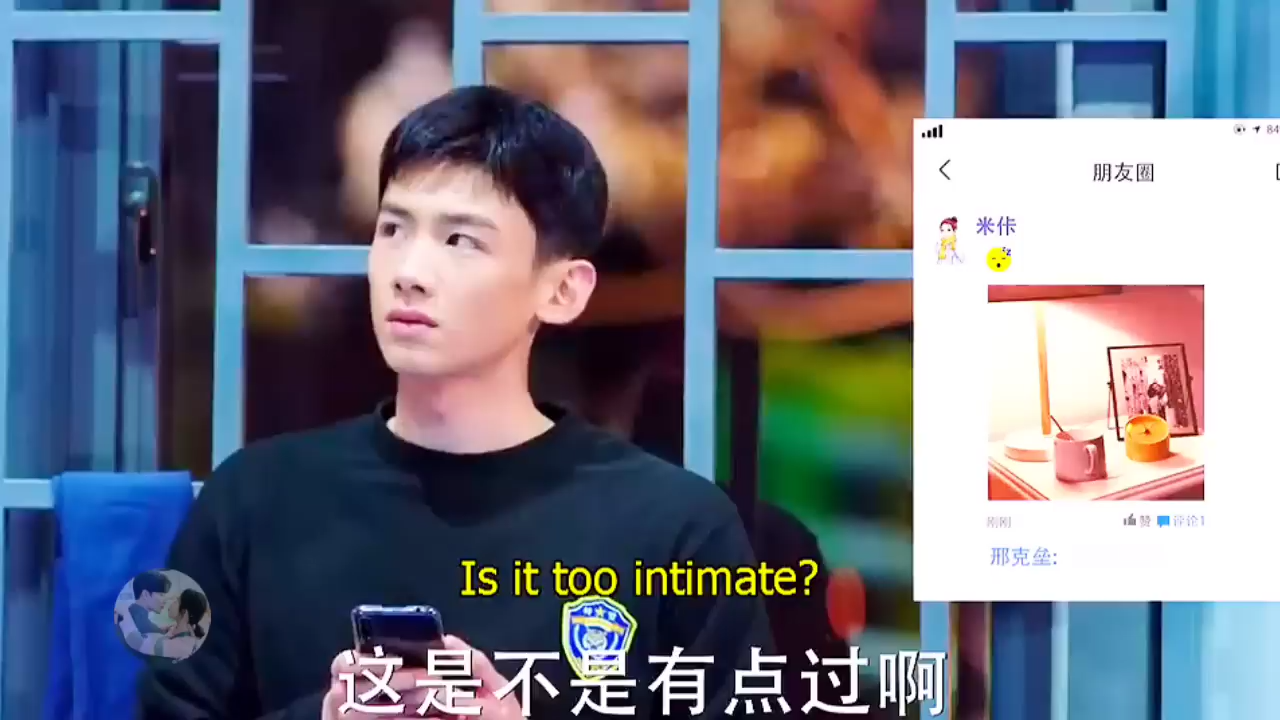 84
朋友圈
米佧
刚刚
赞 评论1
邢克垒:
Is it too intimate?
这是不是有点过啊